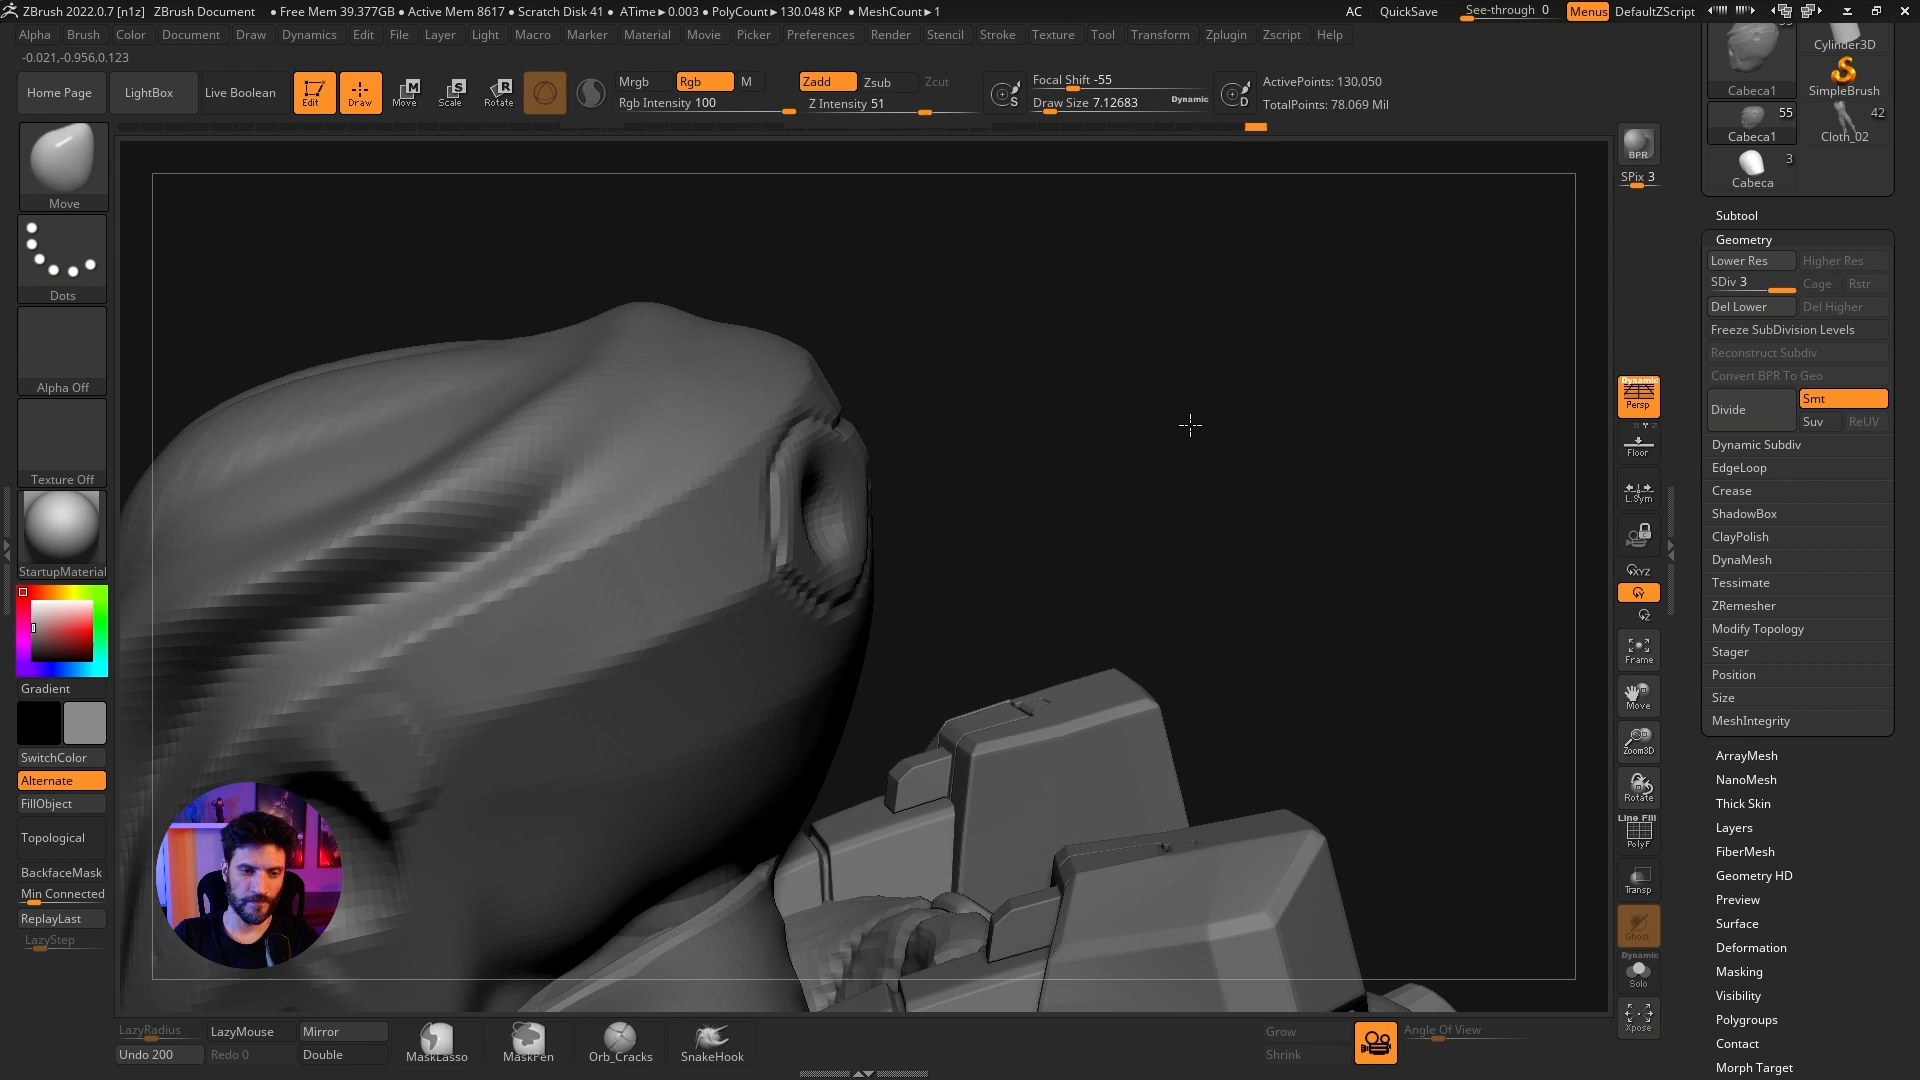 ZBrush 2022.0.7 [n1z] ZBrush Document ● Free Mem 39.377GB ● Active Mem 8617 ● Scratch Disk 41 ● ATime►0.003 ● PolyCount►130.048 KP ● MeshCount►1 AC QuickSave See-through 0 Menus DefaultZScript
Alpha Brush Color Document Draw Dynamics Edit File Layer Light Macro Marker Material Movie Picker Preferences Render Stencil Stroke Texture Tool Transform Zplugin Zscript Help
-0.021,-0.956,0.123
Home Page LightBox Live Boolean Edit Draw Move Scale Rotate
Mrgb Rgb M Zadd Zsub Zcut Focal Shift -55 ActivePoints: 130,050
Rgb Intensity 100 Z Intensity 51 Draw Size 7.12683 Dynamic TotalPoints: 78.069 Mil
Move
Dots
Alpha Off
Texture Off
StartupMaterial
Gradient
SwitchColor
Alternate
FillObject
Topological
BackfaceMask
Min Connected
ReplayLast
LazyStep
LazyRadius LazyMouse Mirror
Undo 200 Redo 0 Double
MaskLasso MaskPen Orb_Cracks SnakeHook
Grow
Shrink
Angle Of View
BPR
SPix 3
Dynamic
Persp
Floor
L.Sym
XYZ
Y
Z
Frame
Move
Zoom3D
Rotate
Line Fill
PolyF
Transp
Ghost
Dynamic
Solo
Xpose
Cylinder3D
Cabeca1 SimpleBrush
55 42
Cabeca1 Cloth_02
3
Cabeca
Subtool
Geometry
Lower Res Higher Res
SDiv 3 Cage Rstr
Del Lower Del Higher
Freeze SubDivision Levels
Reconstruct Subdiv
Convert BPR To Geo
Divide Smt
Suv ReUV
Dynamic Subdiv
EdgeLoop
Crease
ShadowBox
ClayPolish
DynaMesh
Tessimate
ZRemesher
Modify Topology
Stager
Position
Size
MeshIntegrity
ArrayMesh
NanoMesh
Thick Skin
Layers
FiberMesh
Geometry HD
Preview
Surface
Deformation
Masking
Visibility
Polygroups
Contact
Morph Target